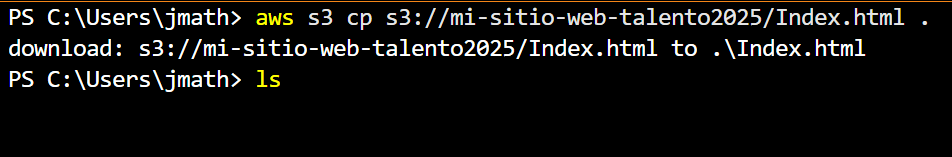 PS C:\Users\jmath> aws s3 cp s3://mi-sitio-web-talento2025/Index.html .
download: s3://mi-sitio-web-talento2025/Index.html to .\Index.html
PS C:\Users\jmath> ls